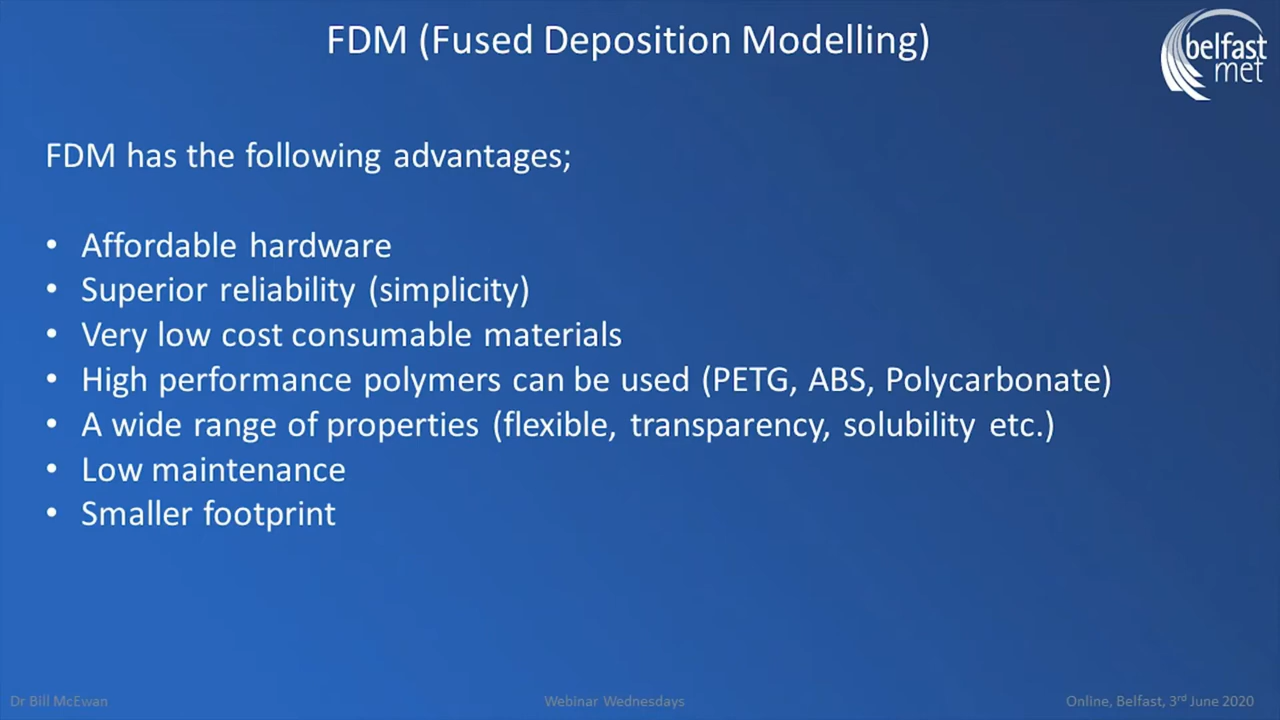 FDM (Fused Deposition Modelling)
belfast
met
FDM has the following advantages;
• Affordable hardware
• Superior reliability (simplicity)
• Very low cost consumable materials
• High performance polymers can be used (PETG, ABS, Polycarbonate)
• A wide range of properties (flexible, transparency, solubility etc.)
• Low maintenance
• Smaller footprint
Dr Bill McEwan
Webinar Wednesdays
Online, Belfast, 3rd June 2020